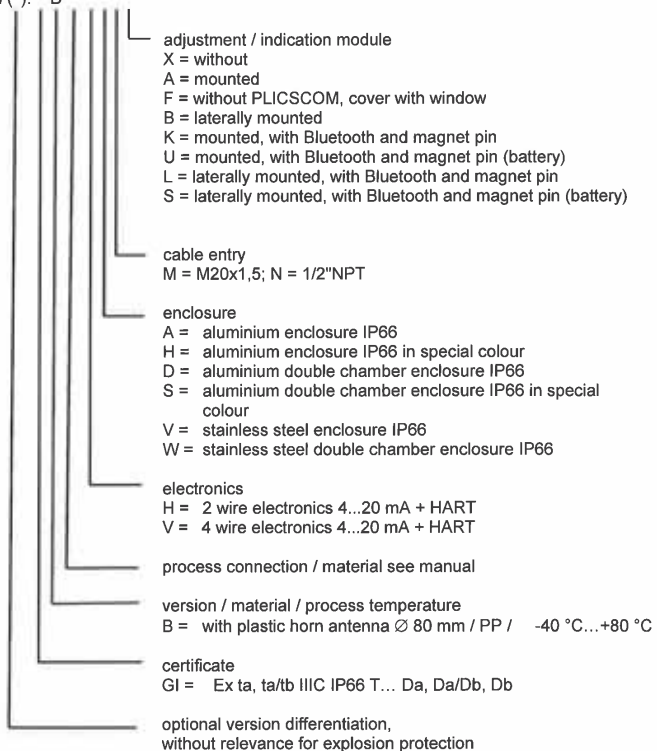 adjustment / indication module
X = without
A = mounted
F = without PLICSCOM, cover with window
B = laterally mounted
K = mounted, with Bluetooth and magnet pin
U = mounted, with Bluetooth and magnet pin (battery)
L = laterally mounted, with Bluetooth and magnet pin
S = laterally mounted, with Bluetooth and magnet pin (battery)
cable entry
M = M20x1,5; N = 1/2"NPT
enclosure
A = aluminium enclosure IP66
H = aluminium enclosure IP66 in special colour
D = aluminium double chamber enclosure IP66
S = aluminium double chamber enclosure IP66 in special
colour
V = stainless steel enclosure IP66
W = stainless steel double chamber enclosure IP66
electronics
H = 2 wire electronics 4...20 mA + HART
V = 4 wire electronics 4...20 mA + HART
process connection / material see manual
version / material / process temperature
B = with plastic horn antenna ∅ 80 mm / PP / -40 °C...+80 °C
certificate
GI = Ex ta, ta/tb IIIC IP66 T... Da, Da/Db, Db
optional version differentiation,
without relevance for explosion protection